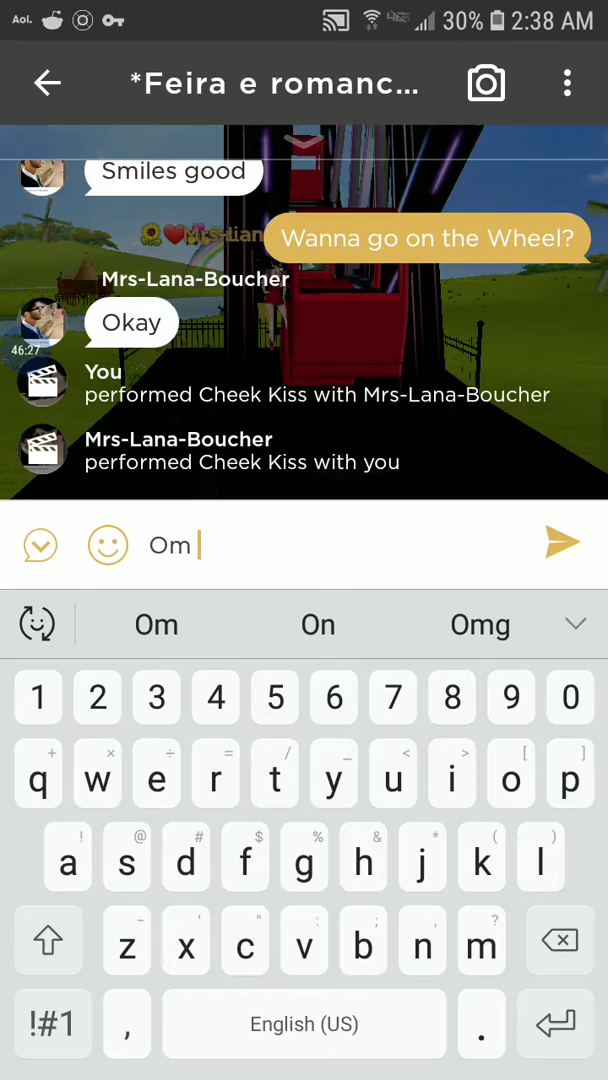 Aol.
30% 2:38 AM
*Feira e romanc...
Smiles good
Wanna go on the Wheel?
Mrs-Lana-Boucher
Okay
46:27
You
performed Cheek Kiss with Mrs-Lana-Boucher
Mrs-Lana-Boucher
performed Cheek Kiss with you
Om
Om On Omg
1 2 3 4 5 6 7 8 9 0
+ × ÷ = / _ < > [ ]
q w e r t y u i o p
! @ # $ % & * ( )
a s d f g h j k l
- ' " : ; , ?
z x c v b n m
!#1 , English (US) .